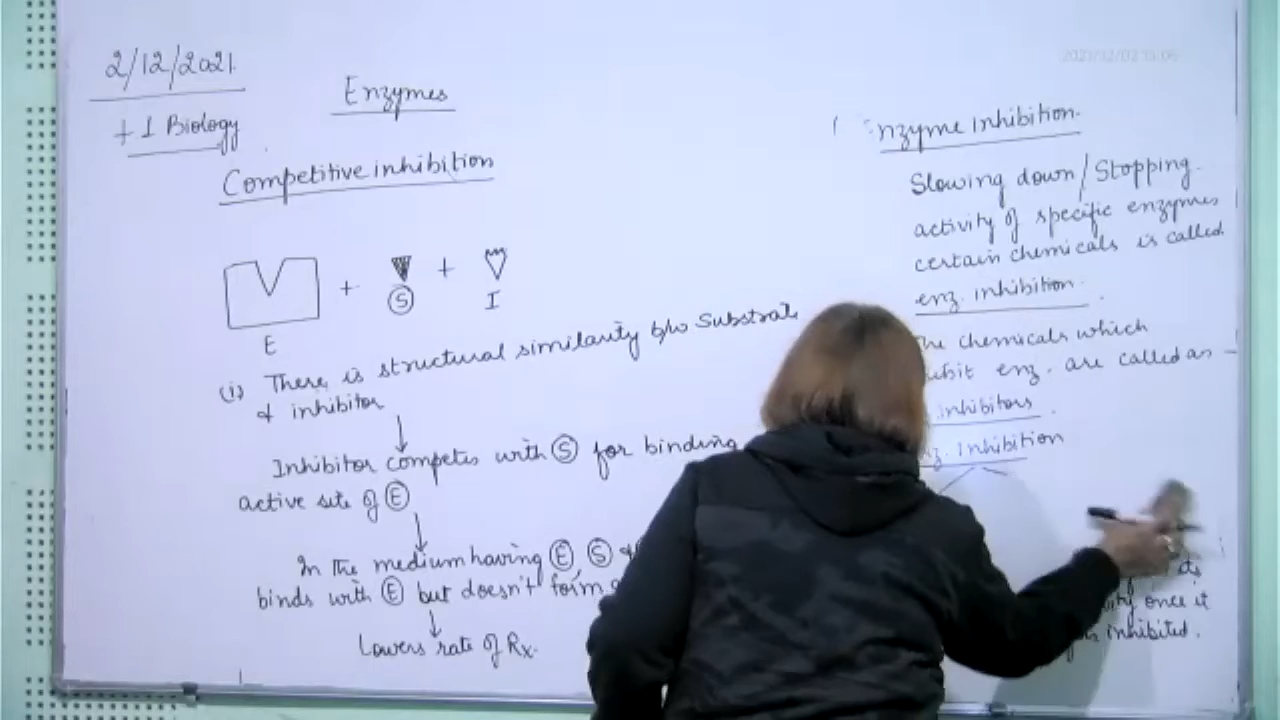 2/12/2021
+1 Biology
Enzymes
Competitive inhibition
E + S + I
(i) There is structural similarity b/w Substrate
& inhibitor
Inhibitor competes with S for binding
active site of E
In the medium having E, S &
binds with E but doesn't form
Lowers rate of Rx.
Enzyme inhibition.
Slowing down/Stopping
activity of specific enzymes
certain chemicals is called
enz. inhibition.
chemicals which
enz. are called as -
inhibitors.
Inhibition
once it
inhibited.